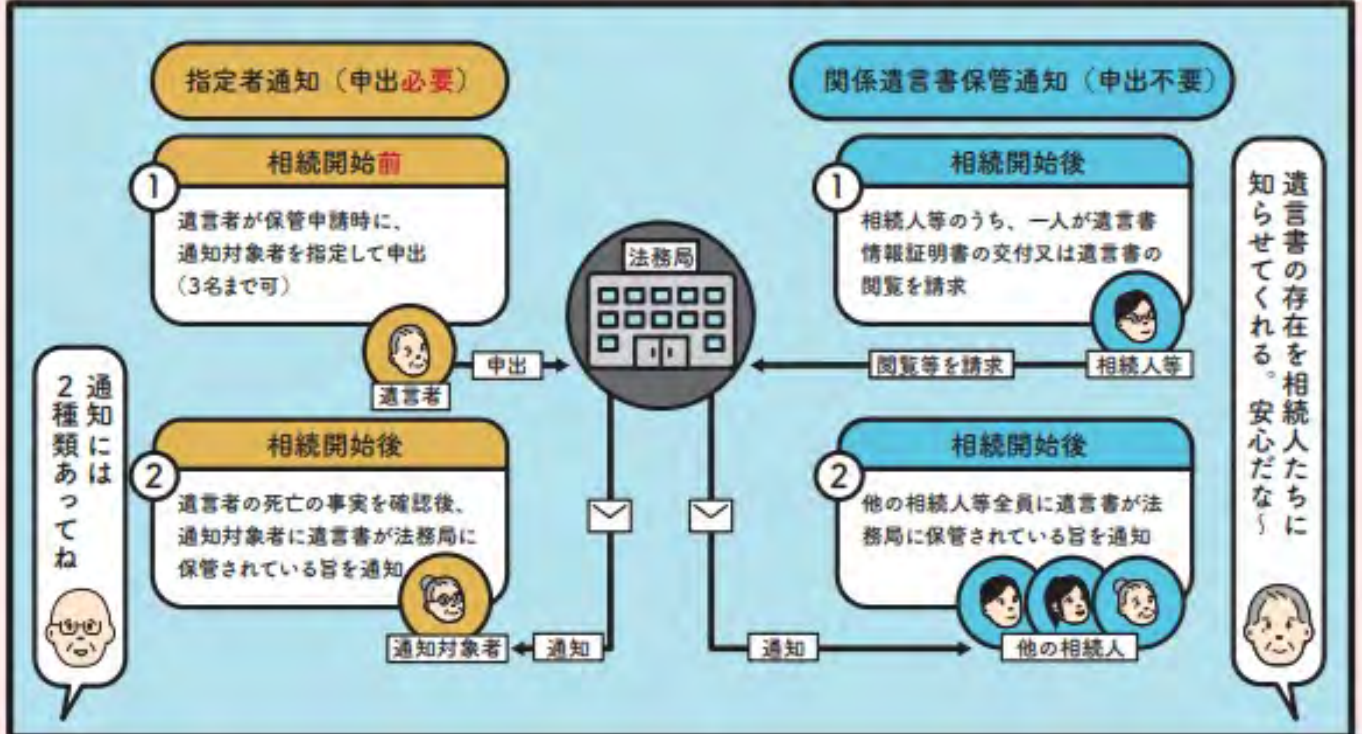 指定者通知（申出必要）
相続開始前
1
遺言者が保管申請時に、
通知対象者を指定して申出
（3名まで可）
遺言者
申出
相続開始後
2
遺言者の死亡の事実を確認後、
通知対象者に遺言書が法務局に
保管されている旨を通知
通知対象者
通知
通知には
2種類あってね
法務局
関係遺言書保管通知（申出不要）
相続開始後
1
相続人等のうち、一人が遺言書
情報証明書の交付又は遺言書の
閲覧を請求
閲覧等を請求
相続人等
相続開始後
2
他の相続人等全員に遺言書が法
務局に保管されている旨を通知
通知
他の相続人
遺言書の存在を相続人たちに
知らせてくれる。安心だな～